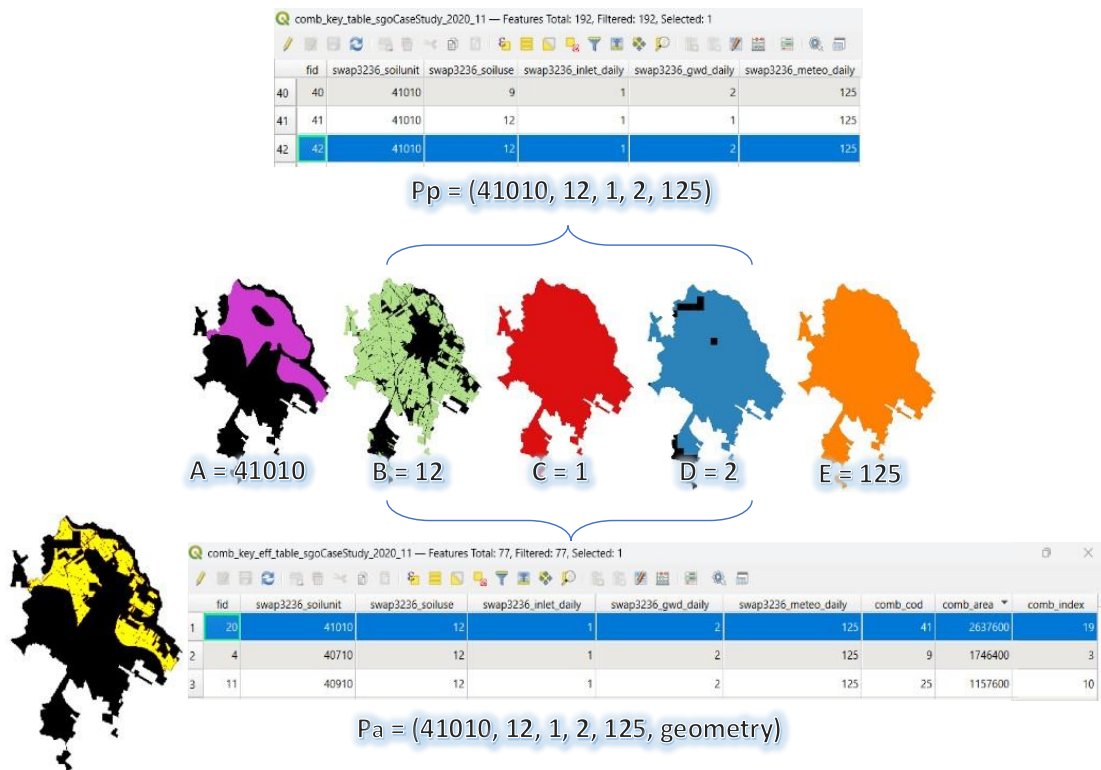 comb_key_table_sgoCaseStudy_2020_11 — Features Total: 192, Filtered: 192, Selected: 1
fid swap3236_soilunit swap3236_soiluse swap3236_inlet_daily swap3236_gwd_daily swap3236_meteo_daily
40 40 41010 9 1 2 125
41 41 41010 12 1 1 125
42 42 41010 12 1 2 125
Pp = (41010, 12, 1, 2, 125)
A = 41010 B = 12 C = 1 D = 2 E = 125
comb_key_eff_table_sgoCaseStudy_2020_11 — Features Total: 77, Filtered: 77, Selected: 1
fid swap3236_soilunit swap3236_soiluse swap3236_inlet_daily swap3236_gwd_daily swap3236_meteo_daily comb_cod comb_area comb_index
1 20 41010 12 1 2 125 41 2637600 19
2 4 40710 12 1 2 125 9 1746400 3
3 11 40910 12 1 2 125 25 1157600 10
Pa = (41010, 12, 1, 2, 125, geometry)